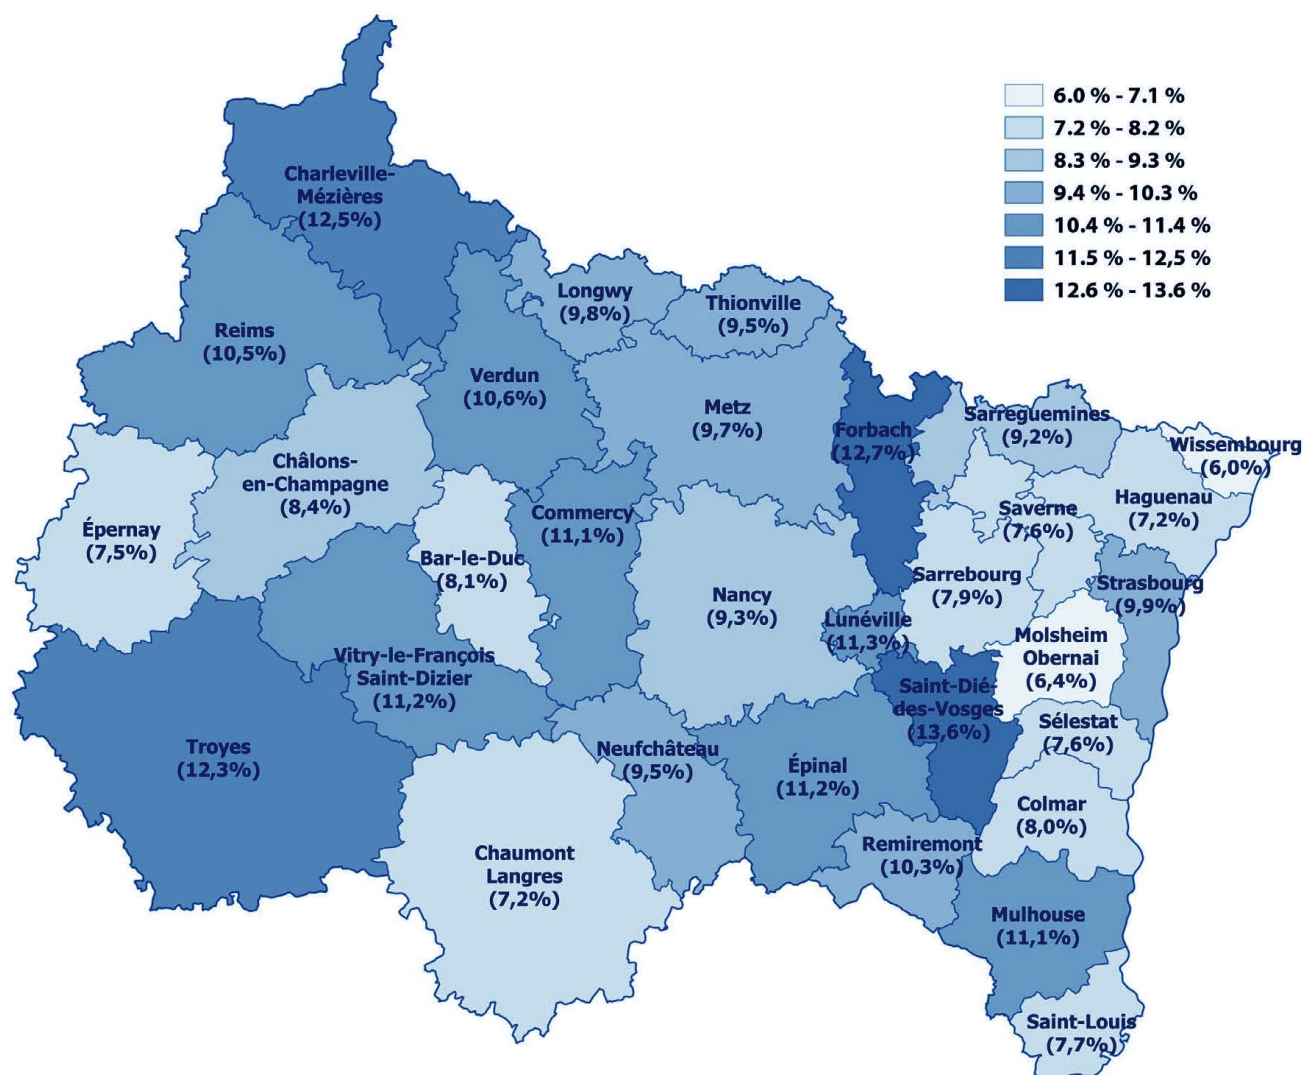 6.0 % - 7.1 %
7.2 % - 8.2 %
8.3 % - 9.3 %
9.4 % - 10.3 %
10.4 % - 11.4 %
11.5 % - 12,5 %
12.6 % - 13.6 %
Charleville-
Mézières
(12,5%)
Reims
(10,5%)
Longwy
(9,8%)
Thionville
(9,5%)
Verdun
(10,6%)
Metz
(9,7%)
Forbach
(12,7%)
Sarreguemines
(9,2%)
Wissembourg
(6,0%)
Châlons-
en-Champagne
(8,4%)
Épernay
(7,5%)
Bar-le-Duc
(8,1%)
Commercy
(11,1%)
Nancy
(9,3%)
Haguenau
(7,2%)
Saverne
(7,6%)
Sarrebourg
(7,9%)
Strasbourg
(9,9%)
Lunéville
(11,3%)
Molsheim
Obernai
(6,4%)
Vitry-le-François
Saint-Dizier
(11,2%)
Saint-Dié-
des-Vosges
(13,6%)
Sélestat
(7,6%)
Troyes
(12,3%)
Neufchâteau
(9,5%)
Épinal
(11,2%)
Colmar
(8,0%)
Chaumont
Langres
(7,2%)
Remiremont
(10,3%)
Mulhouse
(11,1%)
Saint-Louis
(7,7%)